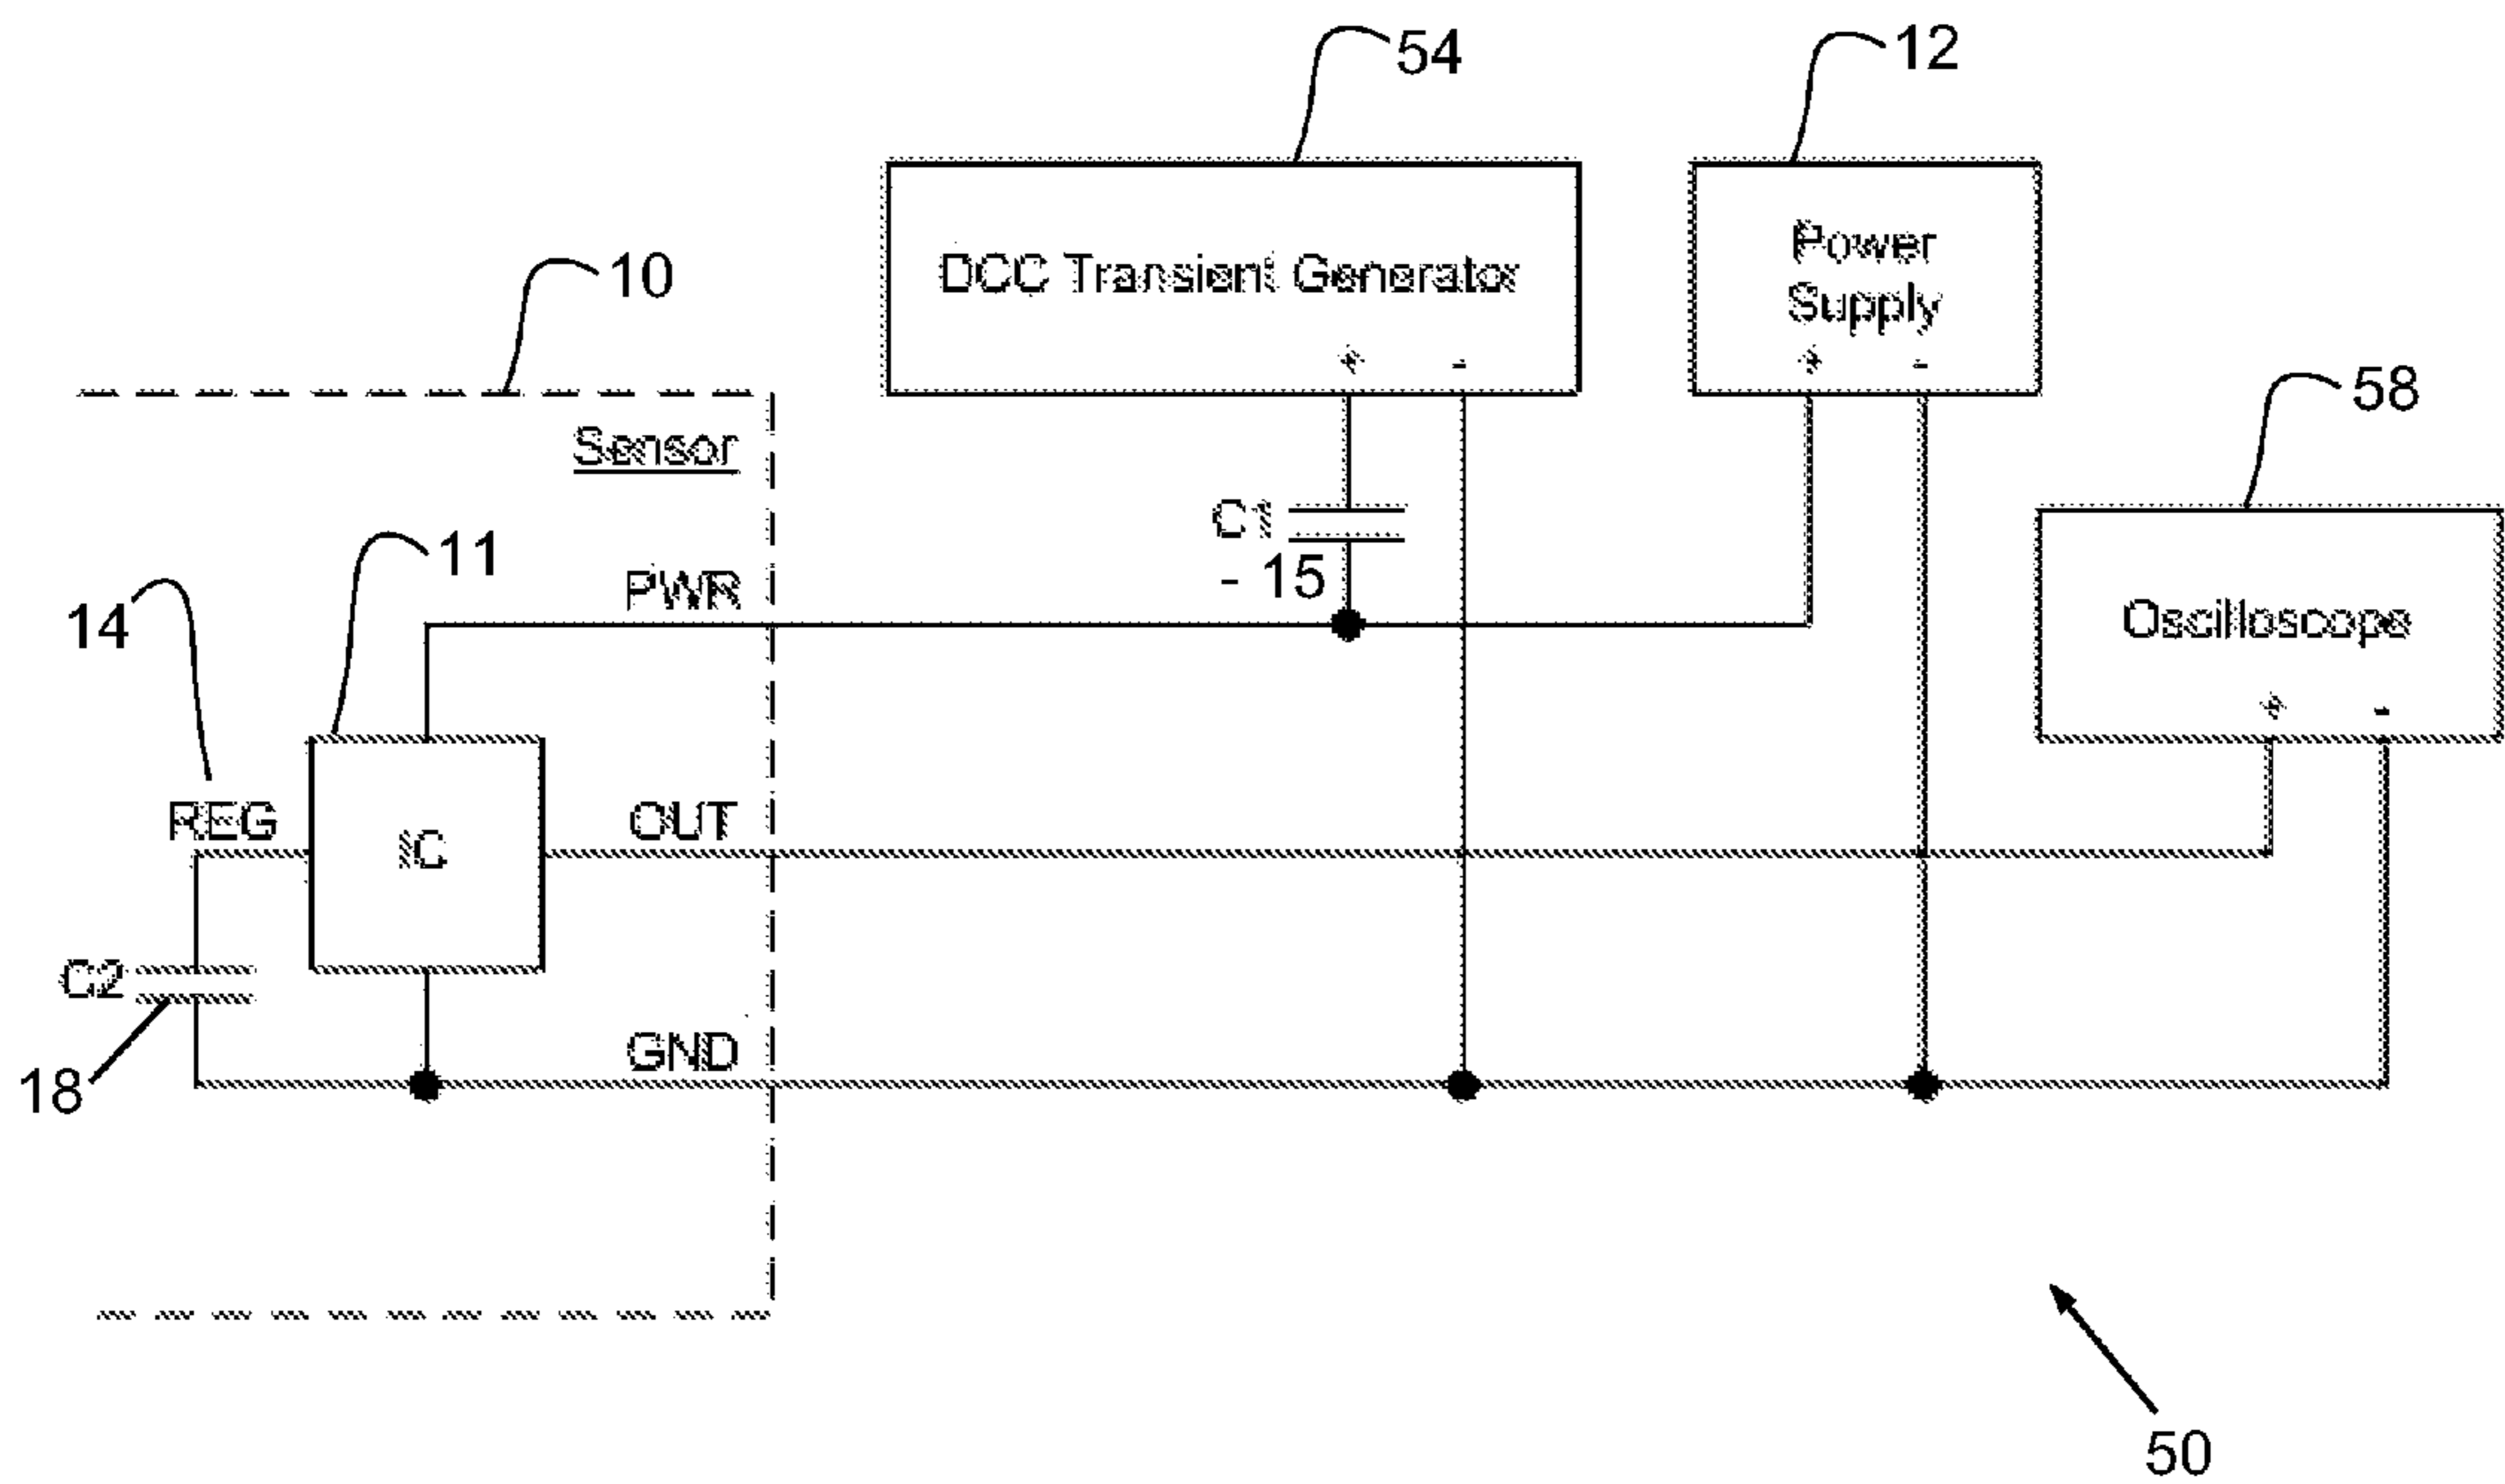 54
12
10
DCC Transient Generator
+ -
Power
Supply
+ -
58
Sensor
C1
- 15
11
PWR
14
Oscilloscope
+ -
REG
IC
OUT
C2
GND
18
50